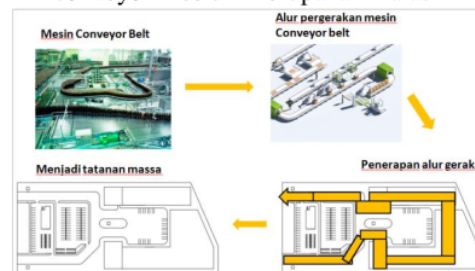 Mesin Conveyor Belt
Alur pergerakan mesin
Conveyor belt
Menjadi tatanan massa
Penerapan alur gerak